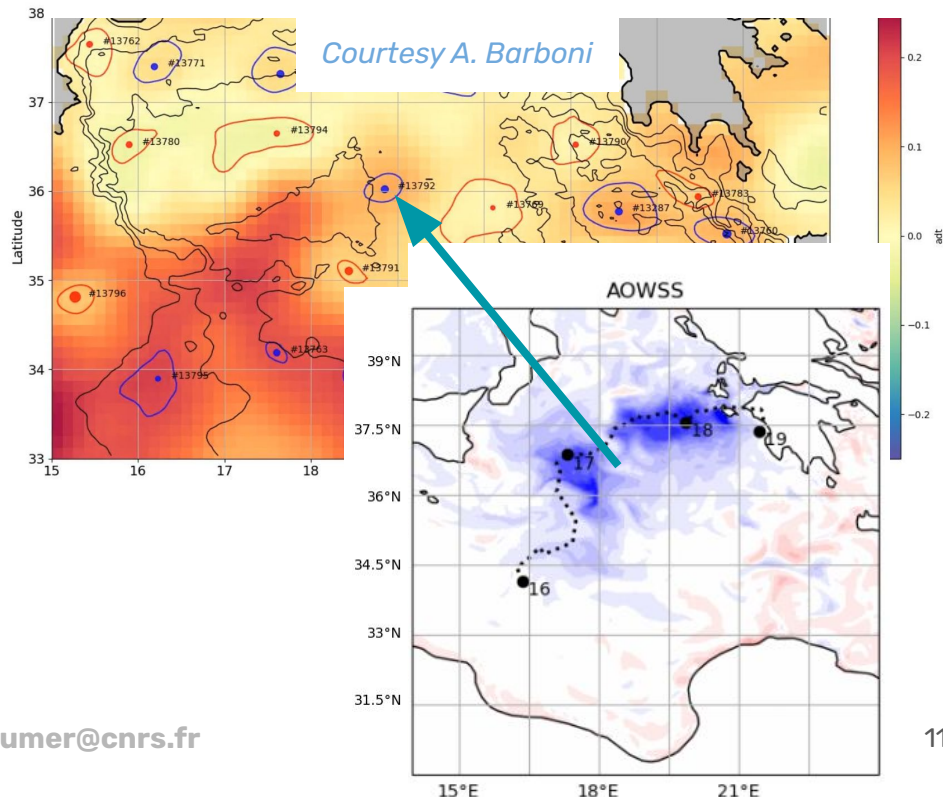 Courtesy A. Barboni
38
37
36
35
34
33
Latitude
15
16
17
18
#13762
#13771
#13780
#13794
#13792
#13790
#13769
#13783
#13287
#13760
#13791
#13796
#13763
#13795
0.2
0.1
0.0
−0.1
−0.2
adt
AOWSS
39°N
37.5°N
36°N
34.5°N
33°N
31.5°N
15°E
18°E
21°E
16
17
18
19
umer@cnrs.fr
11